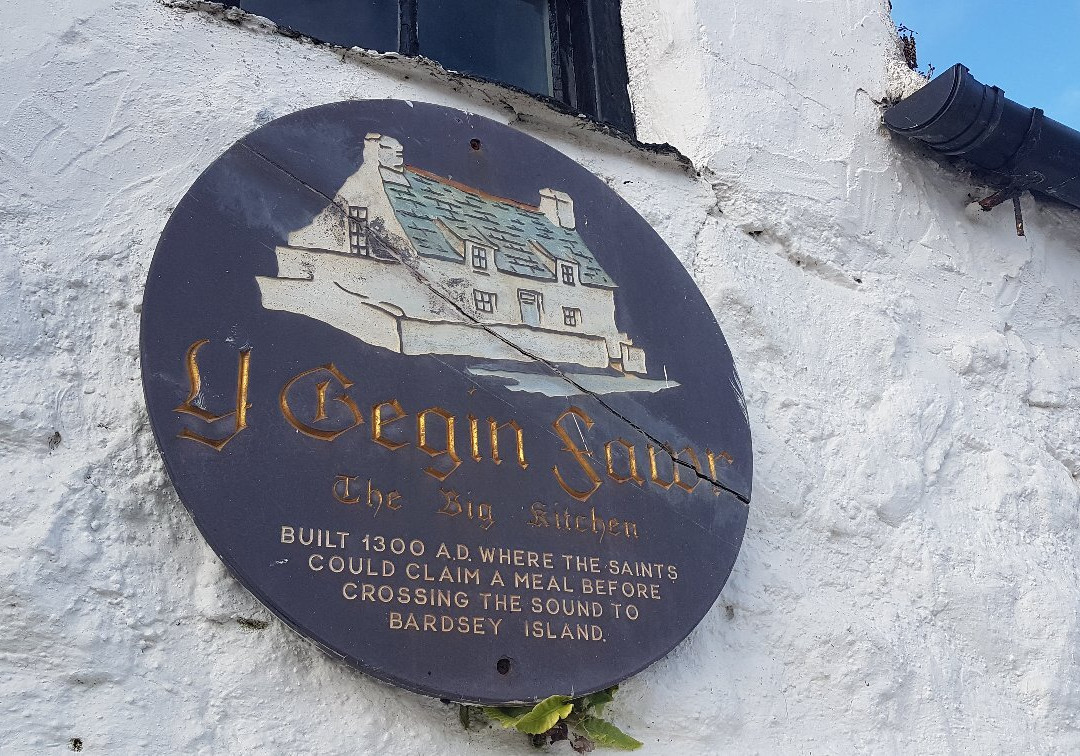 Y Gegin Fawr
The Big Kitchen
BUILT 1300 A.D. WHERE THE SAINTS
COULD CLAIM A MEAL BEFORE
CROSSING THE SOUND TO
BARDSEY ISLAND.